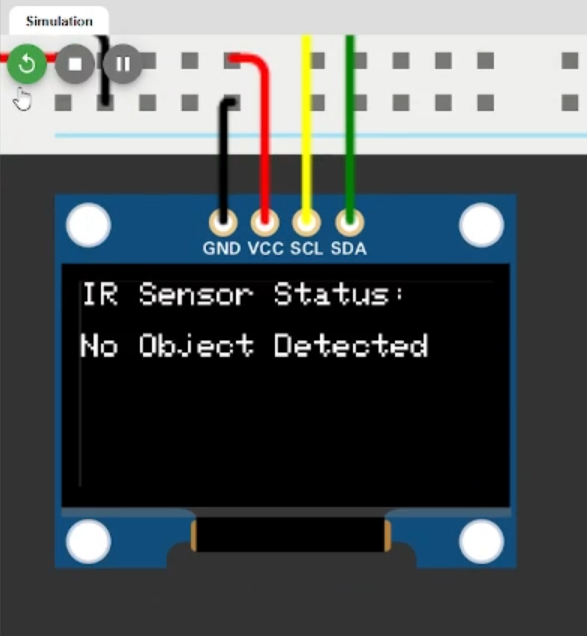 Simulation
GND VCC SCL SDA
IR Sensor Status:
No Object Detected